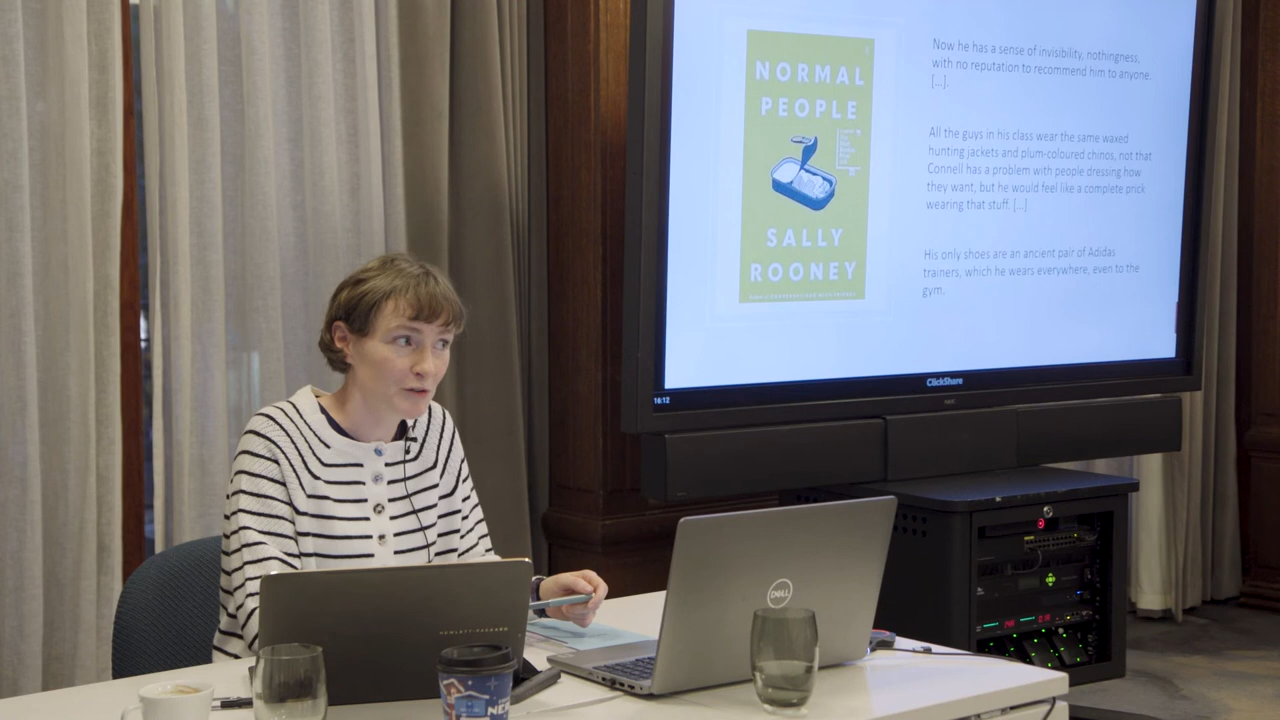 NORMAL
PEOPLE
SALLY
ROONEY
Now he has a sense of invisibility, nothingness,
with no reputation to recommend him to anyone.
[...].
All the guys in his class wear the same waxed
hunting jackets and plum-coloured chinos, not that
Connell has a problem with people dressing how
they want, but he would feel like a complete prick
wearing that stuff. [...]
His only shoes are an ancient pair of Adidas
trainers, which he wears everywhere, even to the
gym.
16:12
ClickShare
NEC
HEWLETT-PACKARD
DELL